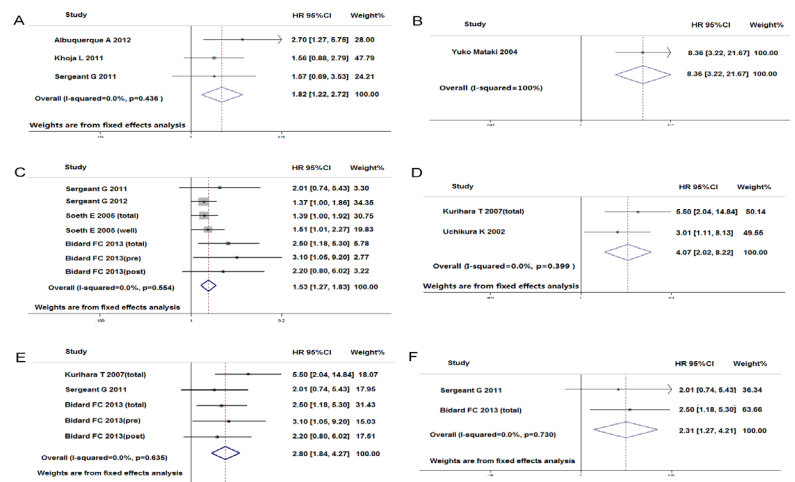 A
Study HR 95%CI Weight%
Albuquerque A 2012 2.70 [1.27, 5.75] 28.00
Khoja L 2011 1.56 [0.88, 2.79] 47.79
Sergeant G 2011 1.57 [0.69, 3.53] 24.21
Overall (I-squared=0.0%, p=0.436 ) 1.82 [1.22, 2.72] 100.00
Weights are from fixed effects analysis
1
B
Study HR 95%CI Weight%
Yuko Mataki 2004 8.36 [3.22, 21.67] 100.00
8.36 [3.22, 21.67] 100.00
Overall (I-squared=100%)
Weights are from fixed effects analysis
1
C
Study HR 95%CI Weight%
Sergeant G 2011 2.01 [0.74, 5.43] 3.30
Sergeant G 2012 1.37 [1.00, 1.86] 34.35
Soeth E 2005 (total) 1.39 [1.00, 1.92] 30.75
Soeth E 2005 (well) 1.51 [1.01, 2.27] 19.83
Bidard FC 2013 (total) 2.50 [1.18, 5.30] 5.78
Bidard FC 2013(pre) 3.10 [1.05, 9.20] 2.77
Bidard FC 2013(post) 2.20 [0.80, 6.02] 3.22
Overall (I-squared=0.0%, p=0.554) 1.53 [1.27, 1.83] 100.00
1
Weights are from fixed effects analysis
D
Study HR 95%CI Weight%
Kurihara T 2007(total) 5.50 [2.04, 14.84] 50.14
Uchikura K 2002 3.01 [1.11, 8.13] 49.55
4.07 [2.02, 8.22] 100.00
Overall (I-squared=0.0%, p=0.399 )
Weights are from fixed effects analysis
1
E
Study HR 95%CI Weight%
Kurihara T 2007(total) 5.50 [2.04, 14.84] 18.07
Sergeant G 2011 2.01 [0.74, 5.43] 17.95
Bidard FC 2013 (total) 2.50 [1.18, 5.30] 31.43
Bidard FC 2013(pre) 3.10 [1.05, 9.20] 15.03
Bidard FC 2013(post) 2.20 [0.80, 6.02] 17.51
Overall (I-squared=0.0%, p=0.635) 2.80 [1.84, 4.27] 100.00
Weights are from fixed effects analysis
1
F
Study HR 95%CI Weight%
Sergeant G 2011 2.01 [0.74, 5.43] 36.34
Bidard FC 2013 (total) 2.50 [1.18, 5.30] 63.66
Overall (I-squared=0.0%, p=0.730) 2.31 [1.27, 4.21] 100.00
Weights are from fixed effects analysis
1